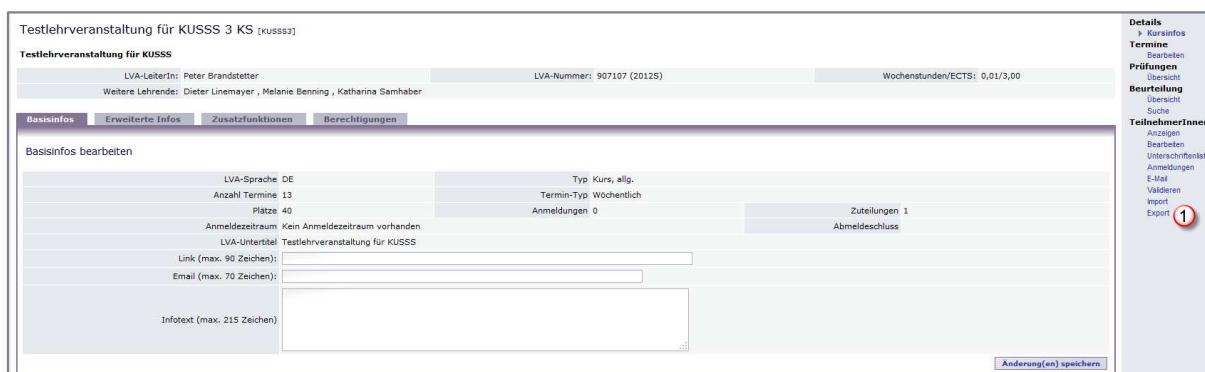 Testlehrveranstaltung für KUSSS 3 KS [KUSSS3]
Testlehrveranstaltung für KUSSS
LVA-LeiterIn: Peter Brandstetter LVA-Nummer: 907107 (2012S) Wochenstunden/ECTS: 0,01/3,00
Weitere Lehrende: Dieter Linemayer , Melanie Benning , Katharina Samhaber
Basisinfos Erweiterte Infos Zusatzfunktionen Berechtigungen
Basisinfos bearbeiten
LVA-Sprache DE Typ Kurs, allg.
Anzahl Termine 13 Termin-Typ Wöchentlich
Plätze 40 Anmeldungen 0 Zuteilungen 1
Anmeldezeitraum Kein Anmeldezeitraum vorhanden Abmeldeschluss
LVA-Untertitel Testlehrveranstaltung für KUSSS
Link (max. 90 Zeichen):
Email (max. 70 Zeichen):
Infotext (max. 215 Zeichen)
Änderung(en) speichern
Details
Kursinfos
Termine
Bearbeiten
Prüfungen
Übersicht
Beurteilung
Übersicht
Suche
TeilnehmerInnen
Anzeigen
Bearbeiten
Unterschriftenlist
Anmeldungen
E-Mail
Validieren
Import
Export 1